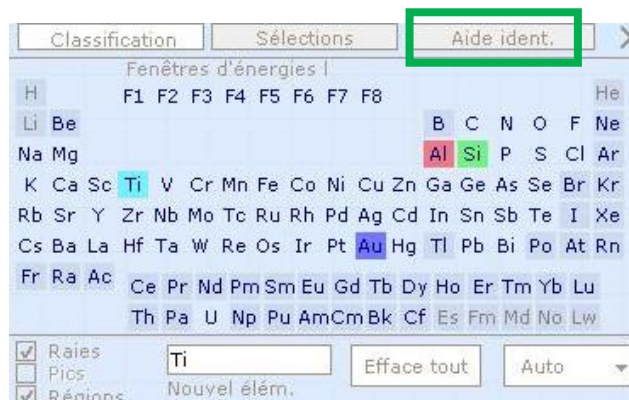 Classification Sélections Aide ident.
Fenêtres d'énergies I
H F1 F2 F3 F4 F5 F6 F7 F8 He
Li Be B C N O F Ne
Na Mg Al Si P S Cl Ar
K Ca Sc Ti V Cr Mn Fe Co Ni Cu Zn Ga Ge As Se Br Kr
Rb Sr Y Zr Nb Mo Tc Ru Rh Pd Ag Cd In Sn Sb Te I Xe
Cs Ba La Hf Ta W Re Os Ir Pt Au Hg Tl Pb Bi Po At Rn
Fr Ra Ac Ce Pr Nd Pm Sm Eu Gd Tb Dy Ho Er Tm Yb Lu
Th Pa U Np Pu Am Cm Bk Cf Es Fm Md No Lw
Raies Ti Efface tout Auto
Pics
Régions Nouvel élém.